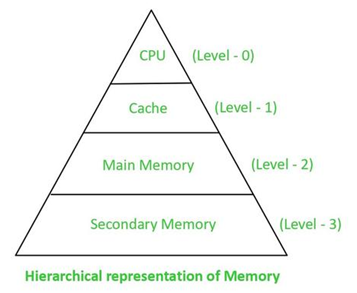 CPU (Level - 0)
Cache (Level - 1)
Main Memory (Level - 2)
Secondary Memory (Level - 3)
Hierarchical representation of Memory